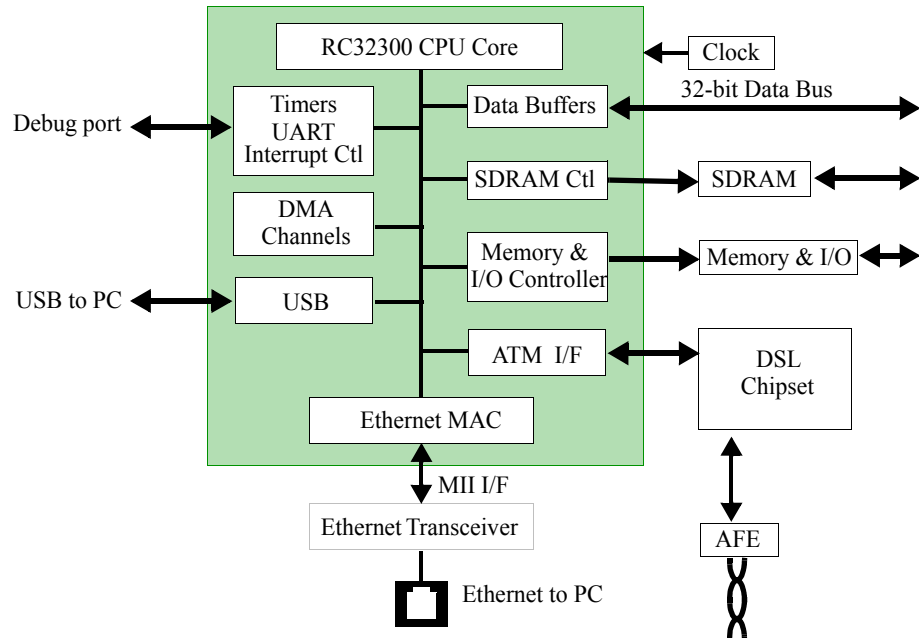 RC32300 CPU Core
Clock
32-bit Data Bus
Debug port
Timers
UART
Interrupt Ctl
Data Buffers
SDRAM Ctl
SDRAM
DMA
Channels
Memory &
I/O Controller
Memory & I/O
USB to PC
USB
ATM I/F
DSL
Chipset
Ethernet MAC
MII I/F
Ethernet Transceiver
AFE
Ethernet to PC